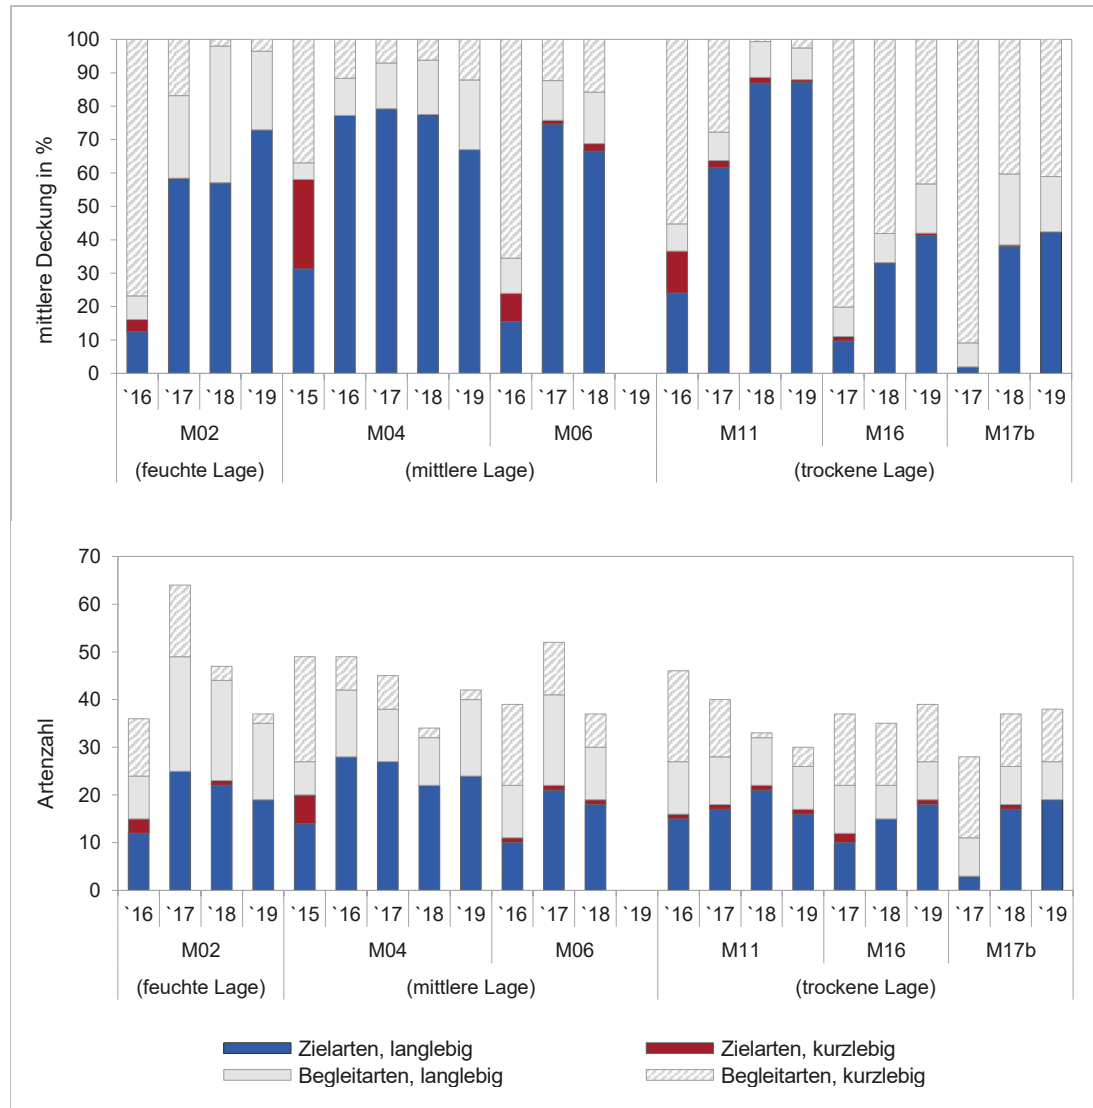 mittlere Deckung in %
100
90
80
70
60
50
40
30
20
10
0
`16 `17 `18 `19 `15 `16 `17 `18 `19 `16 `17 `18 `19 `16 `17 `18 `19 `17 `18 `19 `17 `18 `19
M02 M04 M06 M11 M16 M17b
(feuchte Lage) (mittlere Lage) (trockene Lage)
Artenzahl
70
60
50
40
30
20
10
0
`16 `17 `18 `19 `15 `16 `17 `18 `19 `16 `17 `18 `19 `16 `17 `18 `19 `17 `18 `19 `17 `18 `19
M02 M04 M06 M11 M16 M17b
(feuchte Lage) (mittlere Lage) (trockene Lage)
Zielarten, langlebig Zielarten, kurzlebig
Begleitarten, langlebig Begleitarten, kurzlebig